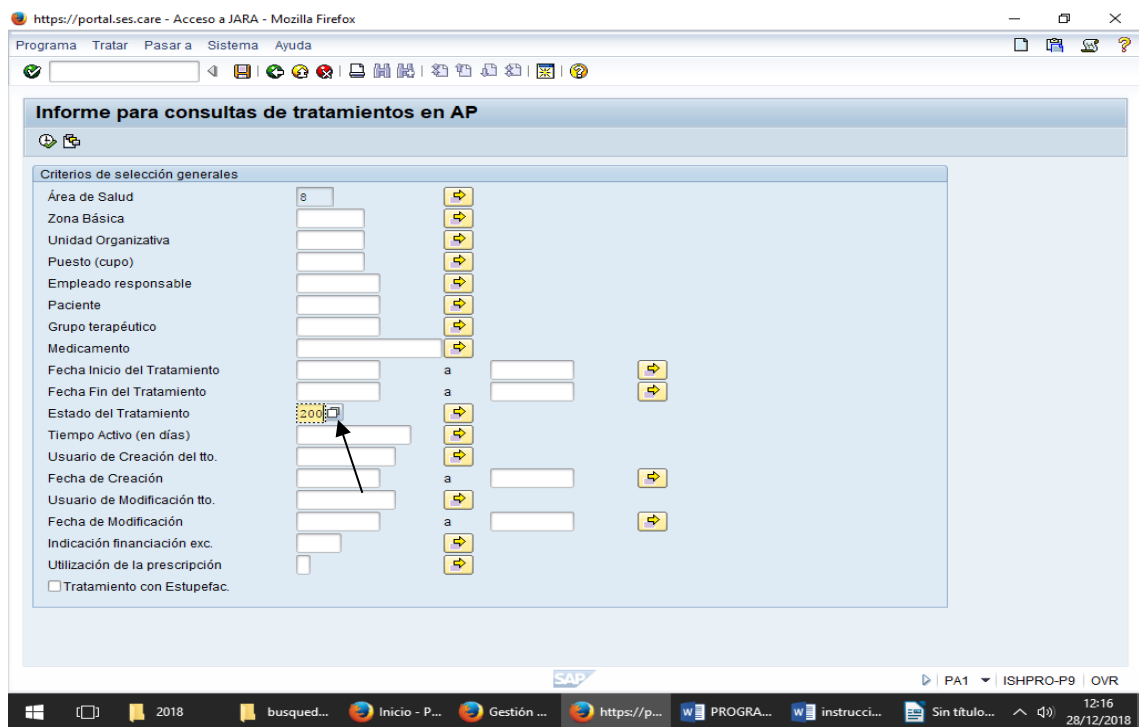 https://portal.ses.care - Acceso a JARA - Mozilla Firefox
Programa Tratar Pasar a Sistema Ayuda
Informe para consultas de tratamientos en AP
Criterios de selección generales
Área de Salud 8
Zona Básica
Unidad Organizativa
Puesto (cupo)
Empleado responsable
Paciente
Grupo terapéutico
Medicamento
Fecha Inicio del Tratamiento a
Fecha Fin del Tratamiento a
Estado del Tratamiento 200
Tiempo Activo (en días)
Usuario de Creación del tto.
Fecha de Creación a
Usuario de Modificación tto.
Fecha de Modificación a
Indicación financiación exc.
Utilización de la prescripción
Tratamiento con Estupefac.
SAP PA1 ISHPRO-P9 OVR
2018 busqued... Inicio - P... Gestión ... https://p... PROGRA... instrucci... Sin título... 12:16
28/12/2018